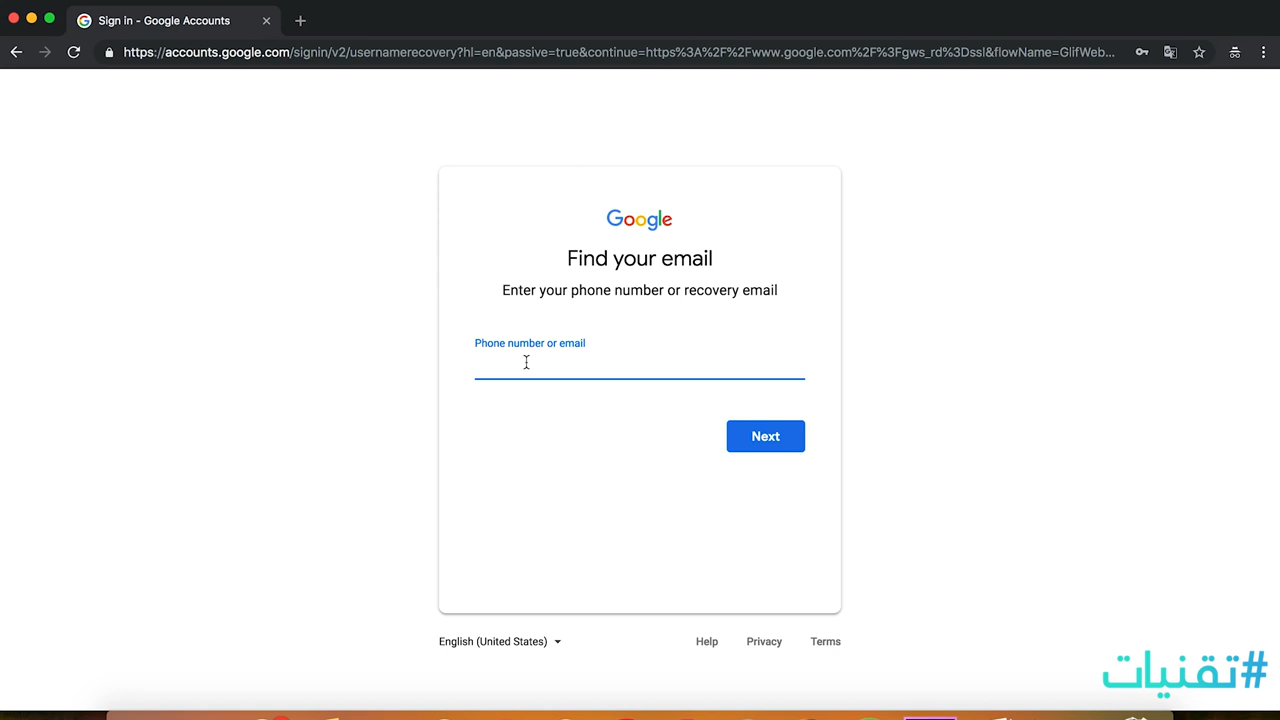 Sign in - Google Accounts
https://accounts.google.com/signin/v2/usernamerecovery?hl=en&passive=true&continue=https%3A%2F%2Fwww.google.com%2F%3Fgws_rd%3Dssl&flowName=GlifWeb...
Google
Find your email
Enter your phone number or recovery email
Phone number or email
Next
English (United States)
Help
Privacy
Terms
#تقنيات